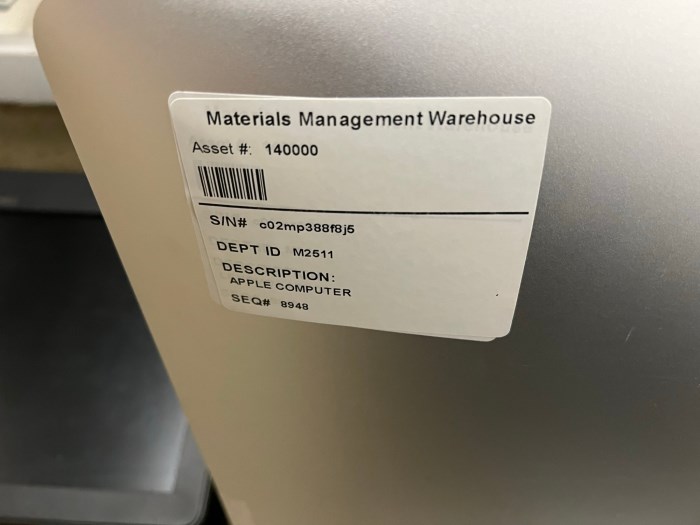 Materials Management Warehouse
Asset #: 140000
S/N# c02mp388f8j5
DEPT ID M2511
DESCRIPTION:
APPLE COMPUTER
SEQ# 8948